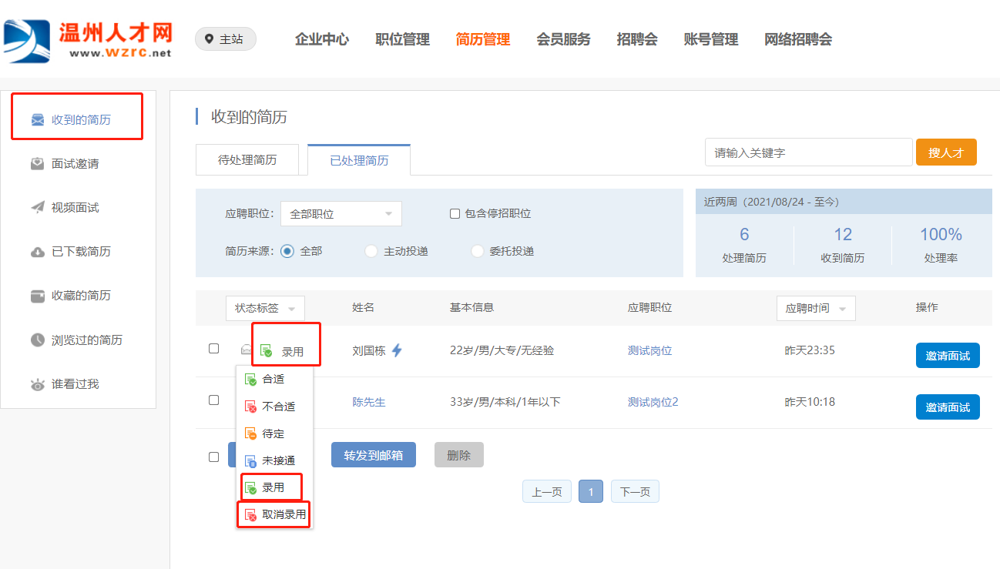 温州人才网
www.wzrc.net
主站
企业中心 职位管理 简历管理 会员服务 招聘会 账号管理 网络招聘会
收到的简历
面试邀请
视频面试
已下载简历
收藏的简历
浏览过的简历
谁看过我
收到的简历
待处理简历 已处理简历 请输入关键字 搜人才
应聘职位： 全部职位 包含停招职位
简历来源： 全部 主动投递 委托投递
近两周（2021/08/24 - 至今）
6 12 100%
处理简历 收到简历 处理率
状态标签 姓名 基本信息 应聘职位 应聘时间 操作
录用 刘国栋 22岁/男/大专/无经验 测试岗位 昨天23:35 邀请面试
陈先生 33岁/男/本科/1年以下 测试岗位2 昨天10:18 邀请面试
合适
不合适
待定
未接通
录用
取消录用
转发到邮箱 删除
上一页 1 下一页